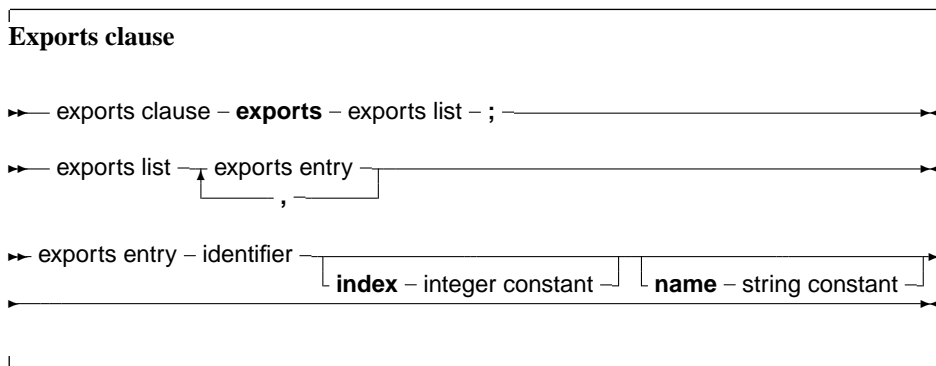 Exports clause
exports clause – exports – exports list – ;
exports list – exports entry
,
exports entry – identifier –
index – integer constant – name – string constant –